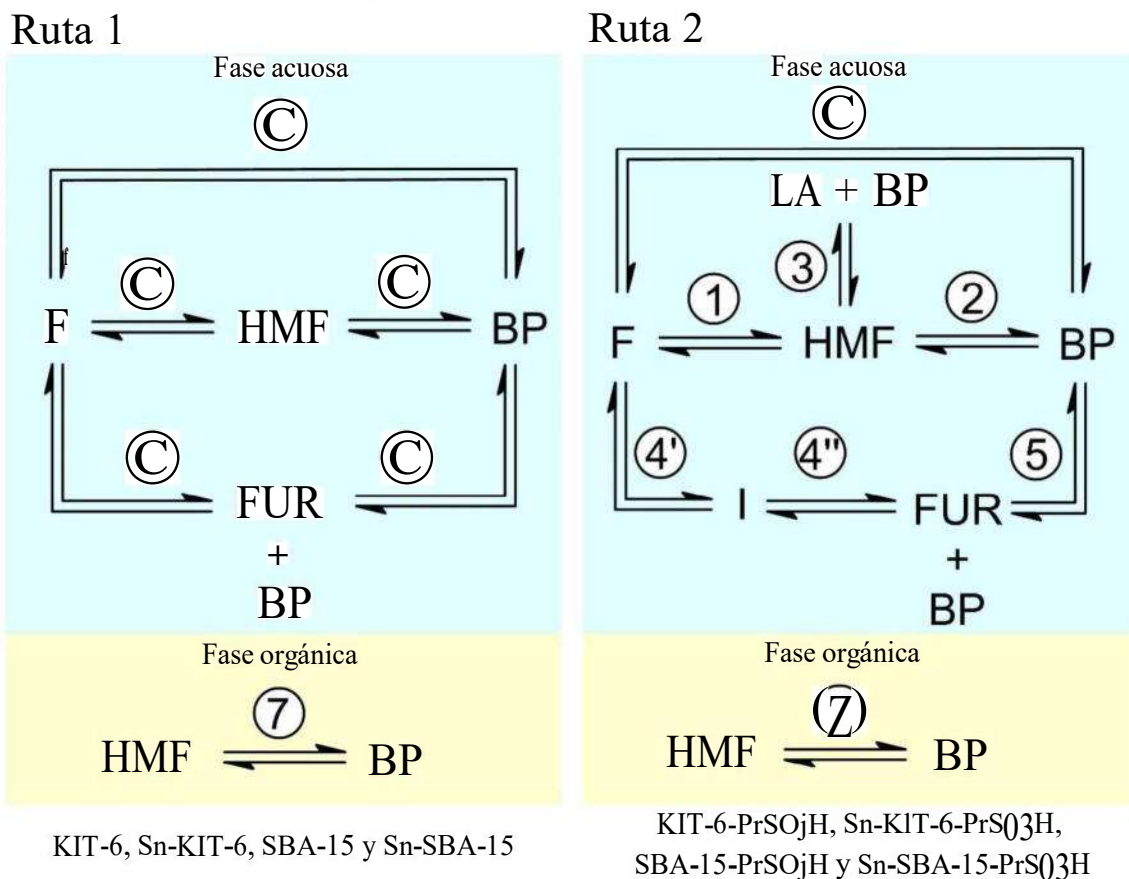 Ruta 1
Fase acuosa
©
f
© ©
F HMF BP
© ©
FUR
+
BP
Fase orgánica
7
HMF BP
KIT-6, Sn-KIT-6, SBA-15 y Sn-SBA-15
Ruta 2
Fase acuosa
©
LA + BP
3
1 2
F HMF BP
4' 4" 5
I FUR
+
BP
Fase orgánica
(Z)
HMF BP
KIT-6-PrSOjH, Sn-KlT-6-PrS()3H,
SBA-15-PrSOjH y Sn-SBA-15-PrS()3H